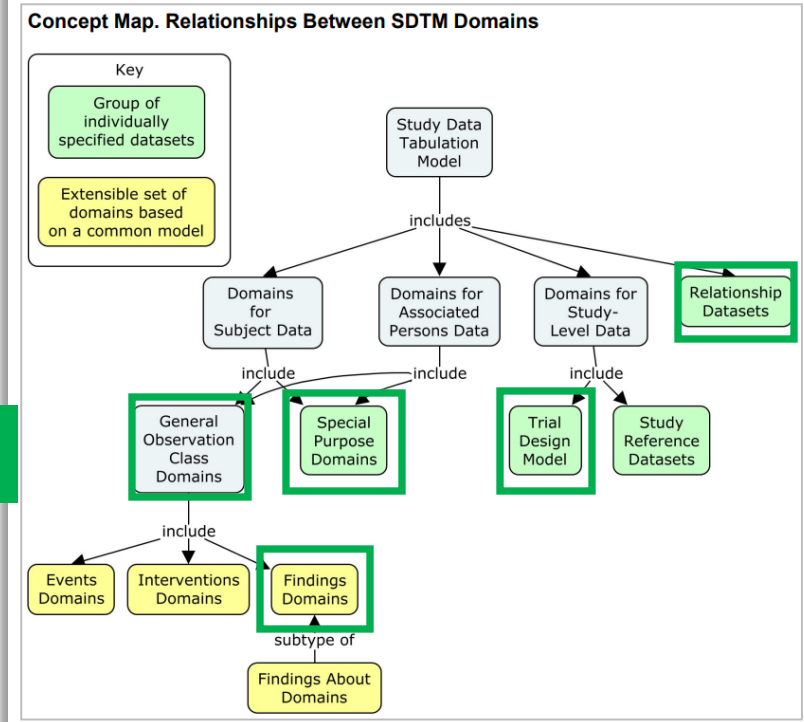 Concept Map. Relationships Between SDTM Domains
Key
Group of
individually
specified datasets
Extensible set of
domains based
on a common model
Study Data
Tabulation
Model
includes
Domains
for
Subject Data
Domains for
Associated
Persons Data
Domains for
Study-
Level Data
Relationship
Datasets
include
include
include
General
Observation
Class
Domains
Special
Purpose
Domains
Trial
Design
Model
Study
Reference
Datasets
include
Events
Domains
Interventions
Domains
Findings
Domains
subtype of
Findings About
Domains